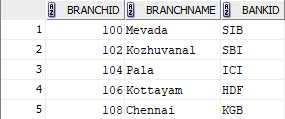 BRANCHID BRANCHNAME BANKID
1 100 Mevada SIB
2 102 Kozhuvanal SBI
3 104 Pala ICI
4 106 Kottayam HDF
5 108 Chennai KGB